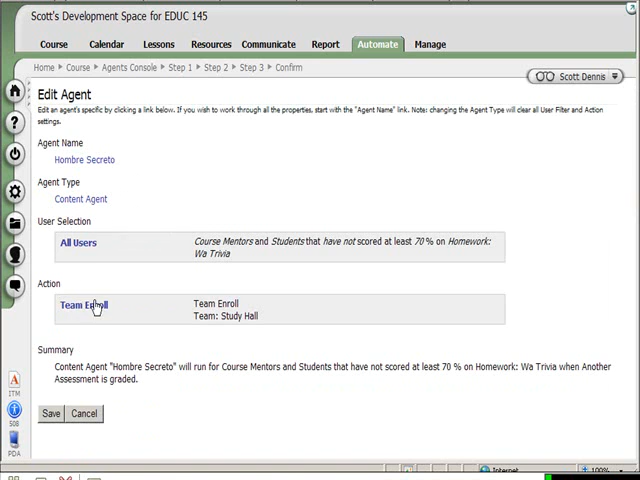 Scott's Development Space for EDUC 145
Course Calendar Lessons Resources Communicate Report Automate Manage
Home Course Agents Console Step 1 Step 2 Step 3 Confirm
Scott Dennis
Edit Agent
Edit an agent's specific by clicking a link below. If you wish to work through all the properties, start with the "Agent Name" link. Note: changing the Agent Type will clear all User Filter and Action
settings.
Agent Name
Hombre Secreto
Agent Type
Content Agent
User Selection
All Users
Course Mentors and Students that have not scored at least 70 % on Homework:
Wa Trivia
Action
Team Enroll
Team Enroll
Team: Study Hall
Summary
Content Agent "Hombre Secreto" will run for Course Mentors and Students that have not scored at least 70 % on Homework: Wa Trivia when Another
Assessment is graded.
ITM
508
PDA
Save Cancel
Internet 100%